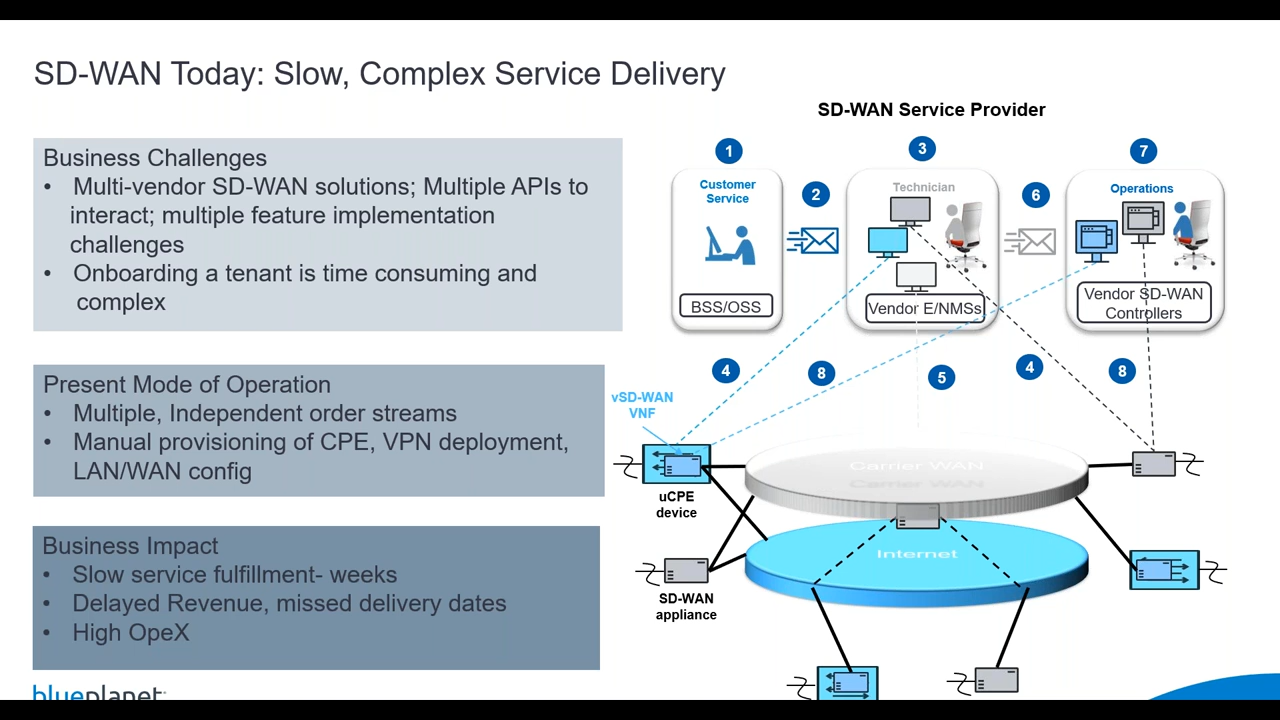 SD-WAN Today: Slow, Complex Service Delivery
Business Challenges
• Multi-vendor SD-WAN solutions; Multiple APIs to
interact; multiple feature implementation
challenges
• Onboarding a tenant is time consuming and
complex
Present Mode of Operation
• Multiple, Independent order streams
• Manual provisioning of CPE, VPN deployment,
LAN/WAN config
Business Impact
• Slow service fulfillment- weeks
• Delayed Revenue, missed delivery dates
• High OpeX
blueplanet
SD-WAN Service Provider
1
3
7
Customer
Service
2
Technician
6
Operations
BSS/OSS
Vendor E/NMSs
Vendor SD-WAN
Controllers
4
8
5
4
8
vSD-WAN
VNF
Carrier WAN
uCPE
device
Internet
SD-WAN
appliance